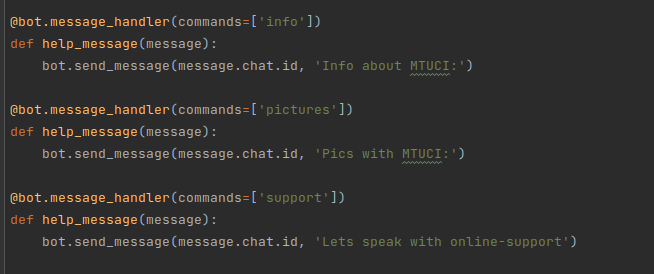 @bot.message_handler(commands=['info'])
def help_message(message):
    bot.send_message(message.chat.id, 'Info about MTUCI:')
@bot.message_handler(commands=['pictures'])
def help_message(message):
    bot.send_message(message.chat.id, 'Pics with MTUCI:')
@bot.message_handler(commands=['support'])
def help_message(message):
    bot.send_message(message.chat.id, 'Lets speak with online-support')